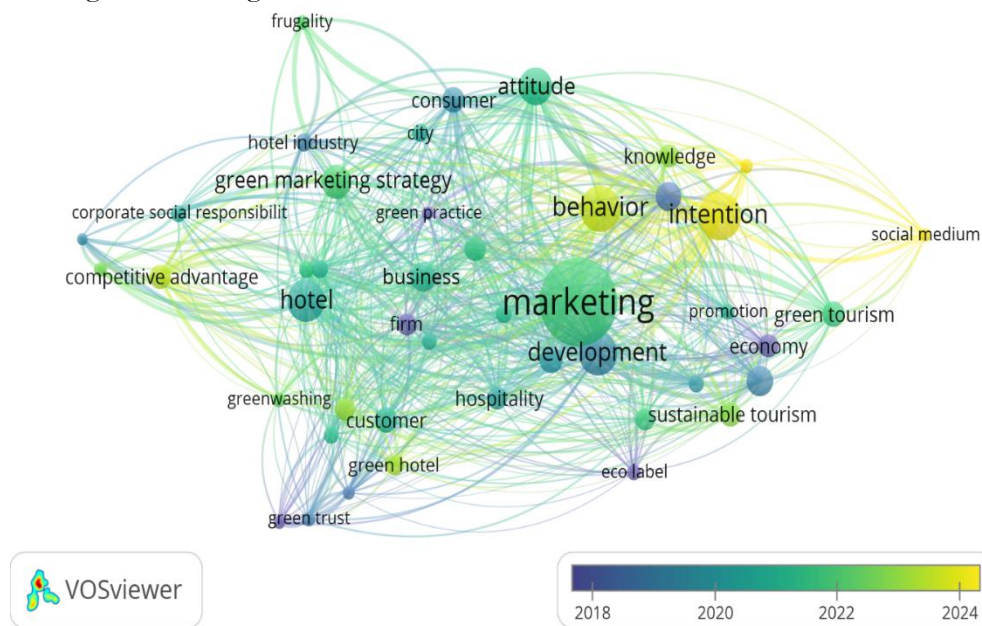 frugality
attitude
consumer
city
hotel industry
knowledge
green marketing strategy
behavior
intention
corporate social responsibilit
green practice
social medium
competitive advantage
business
hotel
marketing
promotion
green tourism
firm
development
economy
greenwashing
hospitality
customer
sustainable tourism
green hotel
eco label
green trust
VOSviewer
2018 2020 2022 2024